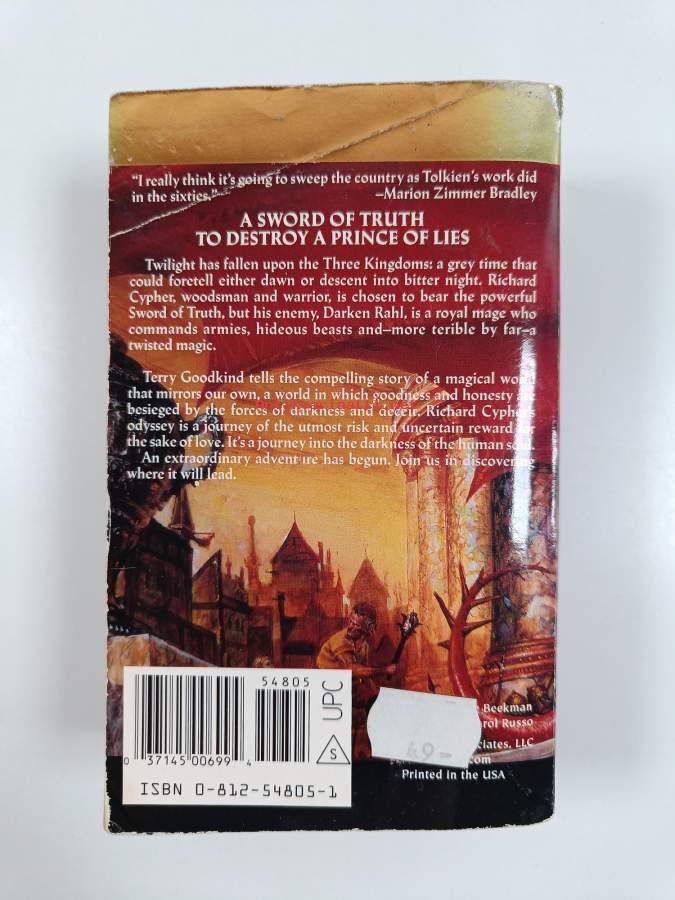 “I really think it’s going to sweep the country as Tolkien’s work did
in the sixties.”
—Marion Zimmer Bradley
A SWORD OF TRUTH
TO DESTROY A PRINCE OF LIES
Twilight has fallen upon the Three Kingdoms: a grey time that
could foretell either dawn or descent into bitter night. Richard
Cypher, woodsman and warrior, is chosen to bear the powerful
Sword of Truth, but his enemy, Darken Rahl, is a royal mage who
commands armies, hideous beasts and—more terible by far—a
twisted magic.
Terry Goodkind tells the compelling story of a magical world
that mirrors our own, a world in which goodness and honesty are
besieged by the forces of darkness and deceit. Richard Cypher’s
odyssey is a journey of the utmost risk and uncertain reward for
the sake of love. It’s a journey into the darkness of the human soul.
An extraordinary adventure has begun. Join us in discovering
where it will lead.
54805
UPC
S
0 37145 00699 4
ISBN 0-812-54805-1
49-
Beekman
Russo
LLC
Printed in the USA